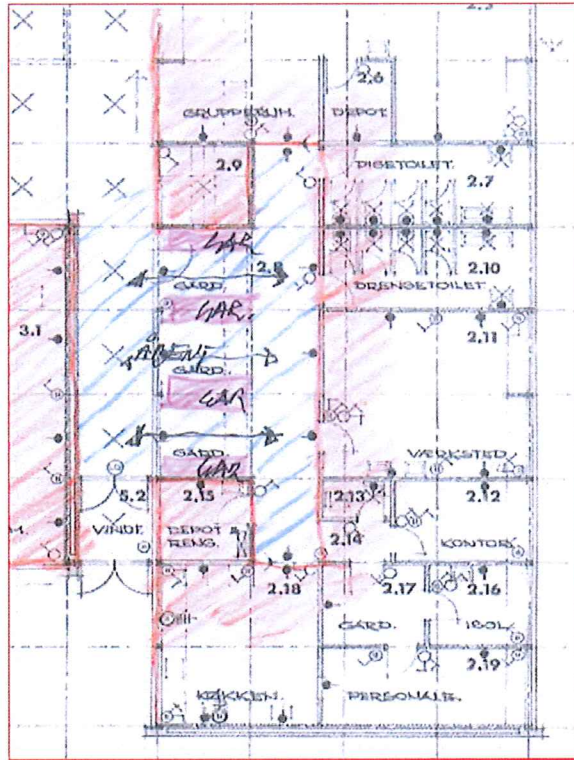 2.6
GRUPPERUM.
DEPOT.
2.9
PIGETOILET.
2.7
GAR
2.8
2.10
GARD.
DRENGETOILET
GAR.
2.11
3.1
ÅBENT
GARD.
GAR
GARD.
VÆRKSTED.
GAR
5.2
2.15
2.13
2.12
VINDF.
DEPOT
RENG.
2.14
KONTOR.
2.18
2.17
2.16
GARD.
ISOL.
2.19
KØKKEN.
PERSONALE.